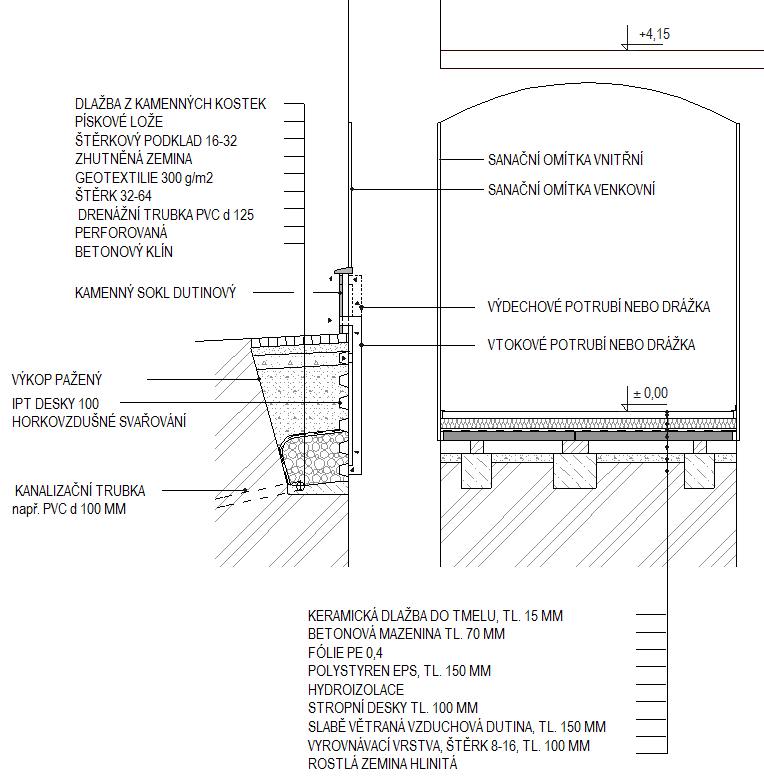 +4,15
DLAŽBA Z KAMENNÝCH KOSTEK
PÍSKOVÉ LOŽE
ŠTĚRKOVÝ PODKLAD 16-32
ZHUTNĚNÁ ZEMINA
GEOTEXTILIE 300 g/m2
ŠTĚRK 32-64
DRENÁŽNÍ TRUBKA PVC d 125
PERFOROVANÁ
BETONOVÝ KLÍN
SANAČNÍ OMÍTKA VNITŘNÍ
SANAČNÍ OMÍTKA VENKOVNÍ
KAMENNÝ SOKL DUTINOVÝ
VÝDECHOVÉ POTRUBÍ NEBO DRÁŽKA
VTOKOVÉ POTRUBÍ NEBO DRÁŽKA
VÝKOP PAŽENÝ
± 0,00
IPT DESKY 100
HORKOVZDUŠNÉ SVAŘOVÁNÍ
KANALIZAČNÍ TRUBKA
např. PVC d 100 MM
KERAMICKÁ DLAŽBA DO TMELU, TL. 15 MM
BETONOVÁ MAZENINA TL. 70 MM
FÓLIE PE 0,4
POLYSTYREN EPS, TL. 150 MM
HYDROIZOLACE
STROPNÍ DESKY TL. 100 MM
SLABĚ VĚTRANÁ VZDUCHOVÁ DUTINA, TL. 150 MM
VYROVNÁVACÍ VRSTVA, ŠTĚRK 8-16, TL. 100 MM
ROSTLÁ ZEMINA HLINITÁ